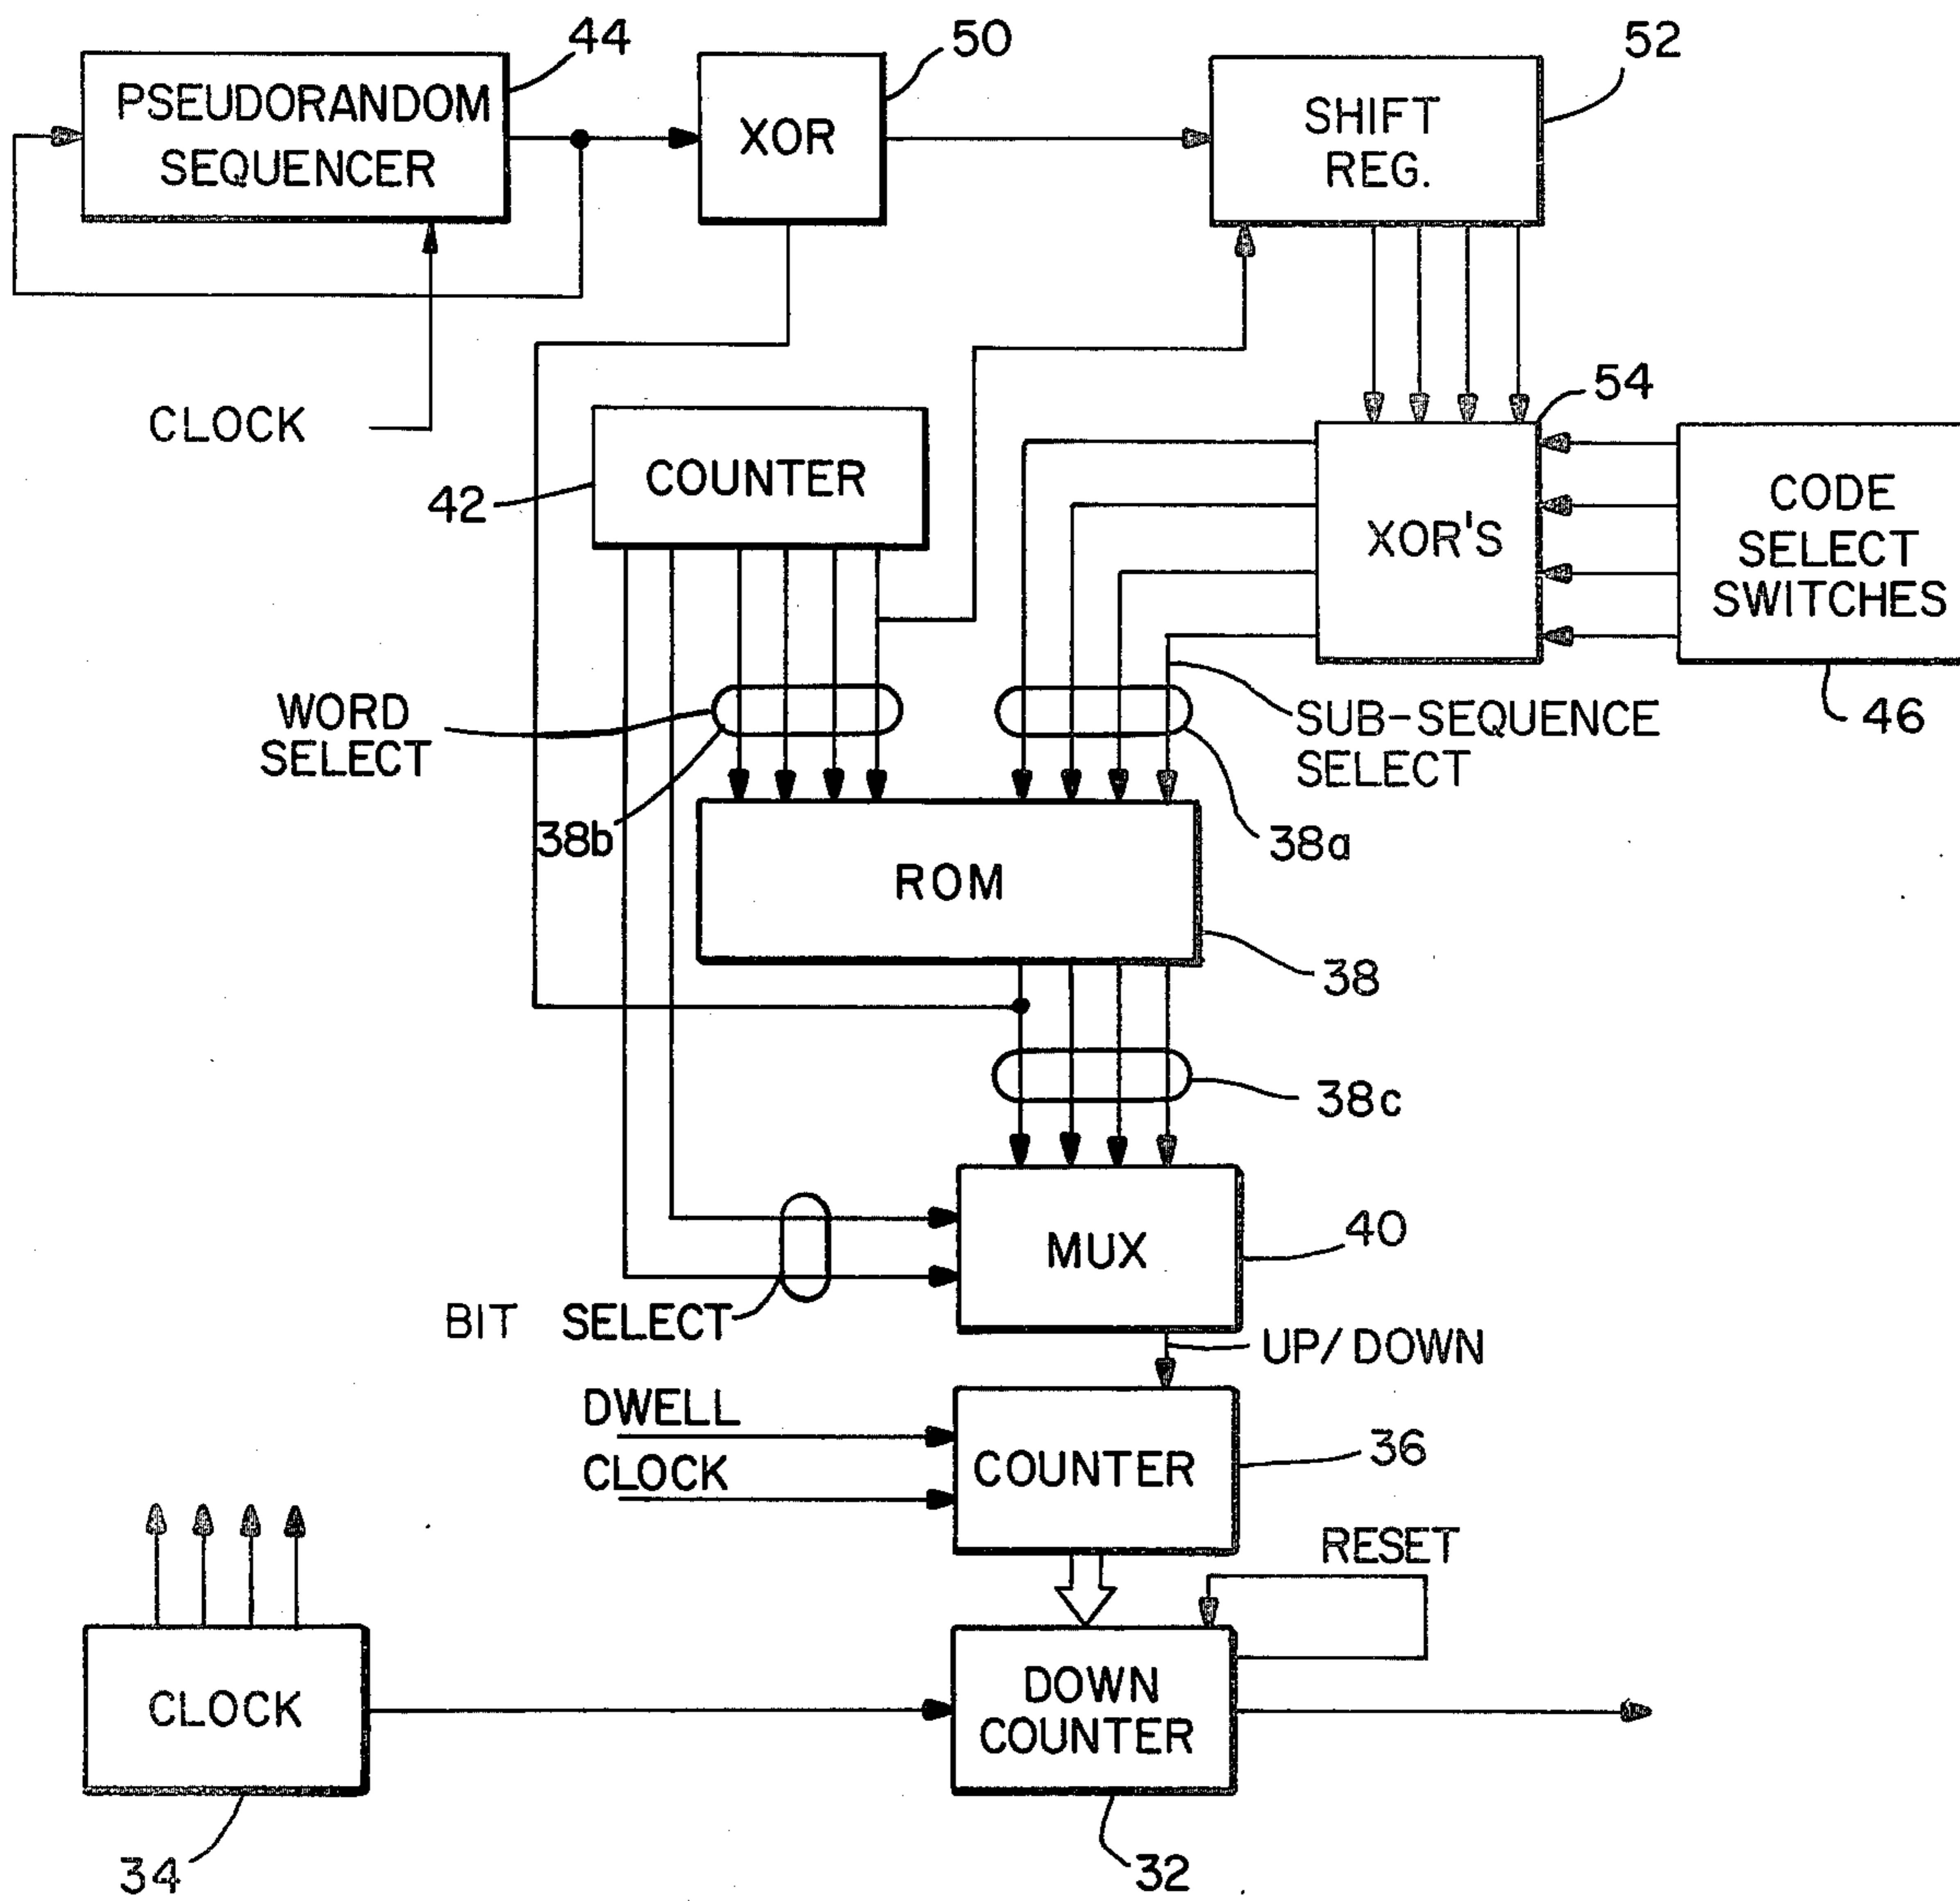 44
50
52
PSEUDORANDOM
SEQUENCER
XOR
SHIFT
REG.
CLOCK
54
COUNTER
42
XOR'S
CODE
SELECT
SWITCHES
46
WORD
SELECT
38b
SUB-SEQUENCE
SELECT
38a
ROM
38
38c
MUX
40
BIT SELECT
UP/DOWN
DWELL
CLOCK
COUNTER
36
RESET
CLOCK
DOWN
COUNTER
34
32